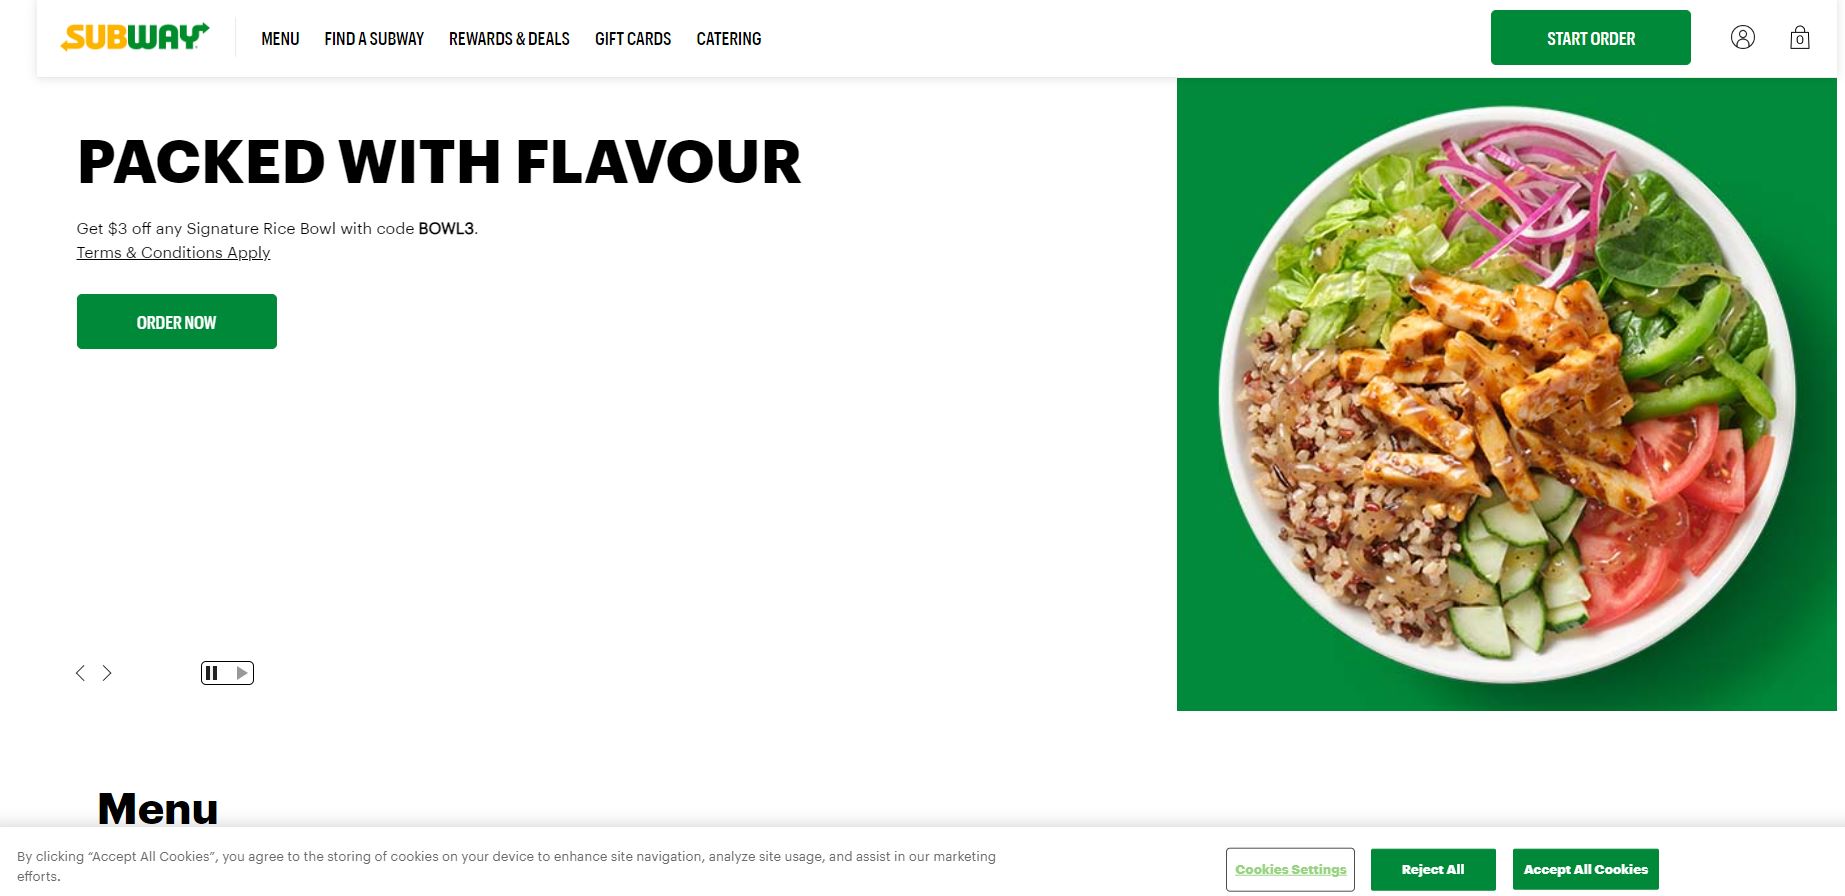 SUBWAY
MENU
FIND A SUBWAY
REWARDS & DEALS
GIFT CARDS
CATERING
START ORDER
0
PACKED WITH FLAVOUR
Get $3 off any Signature Rice Bowl with code BOWL3.
Terms & Conditions Apply
ORDER NOW
Menu
By clicking “Accept All Cookies”, you agree to the storing of cookies on your device to enhance site navigation, analyze site usage, and assist in our marketing
efforts.
Cookies Settings
Reject All
Accept All Cookies